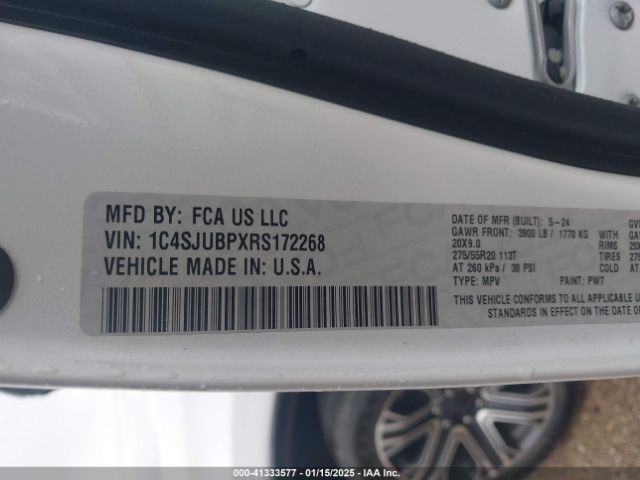 MFD BY: FCA US LLC
VIN: 1C4SJUBPXRS172268
VEHICLE MADE IN: U.S.A.
DATE OF MFR (BUILT): 5-24
GAWR FRONT: 3900 LB / 1770 KG
20X9.0
275/55R20 113T
AT 260 kPa / 38 PSI
TYPE: MPV PAINT: PW7
THIS VEHICLE CONFORMS TO ALL APPLICABLE
STANDARDS IN EFFECT ON THE DATE OF
WITH
RIMS
TIRES
COLD
000-41333577 - 01/15/2025 - IAA Inc.